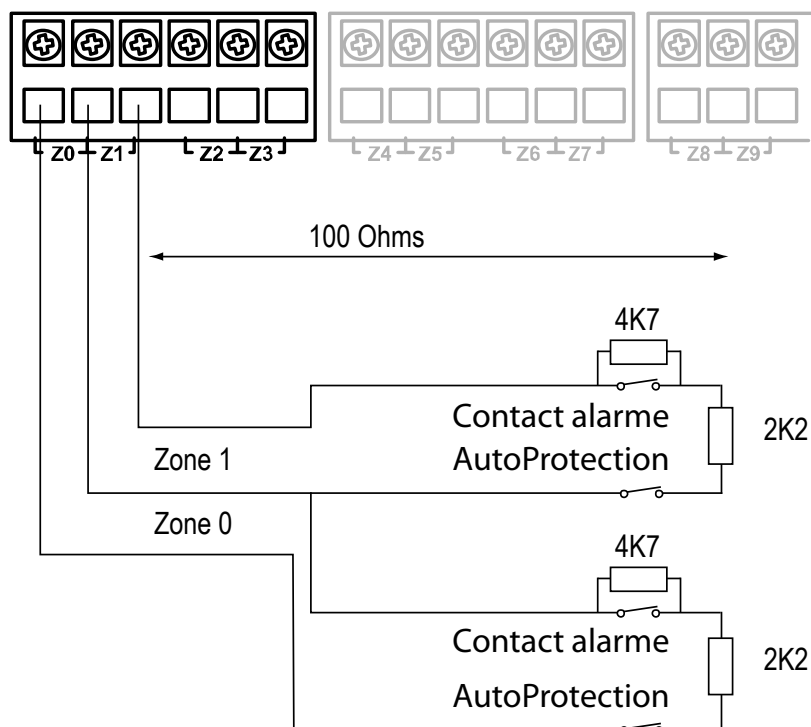 Z0 Z1 Z2 Z3 Z4 Z5 Z6 Z7 Z8 Z9
100 Ohms
4K7
Contact alarme
2K2
Zone 1
AutoProtection
Zone 0
4K7
Contact alarme
2K2
AutoProtection